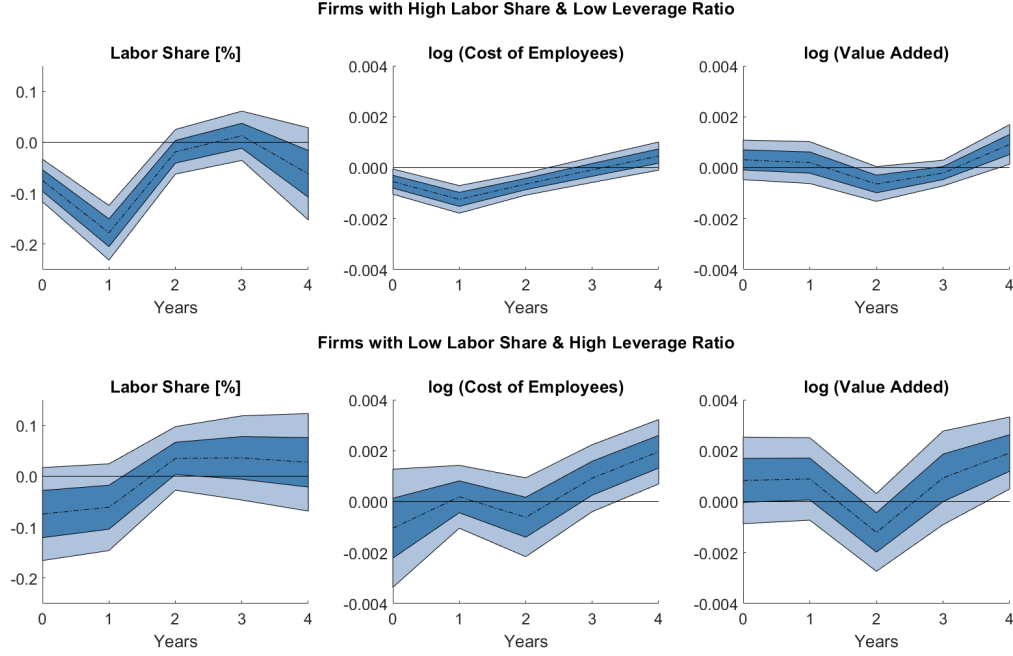 Firms with High Labor Share & Low Leverage Ratio
Labor Share [%]
0.1
0.0
-0.1
-0.2
0 1 2 3 4
Years
log (Cost of Employees)
0.004
0.002
0.000
-0.002
-0.004
0 1 2 3 4
Years
log (Value Added)
0.004
0.002
0.000
-0.002
-0.004
0 1 2 3 4
Years
Firms with Low Labor Share & High Leverage Ratio
Labor Share [%]
0.1
0.0
-0.1
-0.2
0 1 2 3 4
Years
log (Cost of Employees)
0.004
0.002
0.000
-0.002
-0.004
0 1 2 3 4
Years
log (Value Added)
0.004
0.002
0.000
-0.002
-0.004
0 1 2 3 4
Years